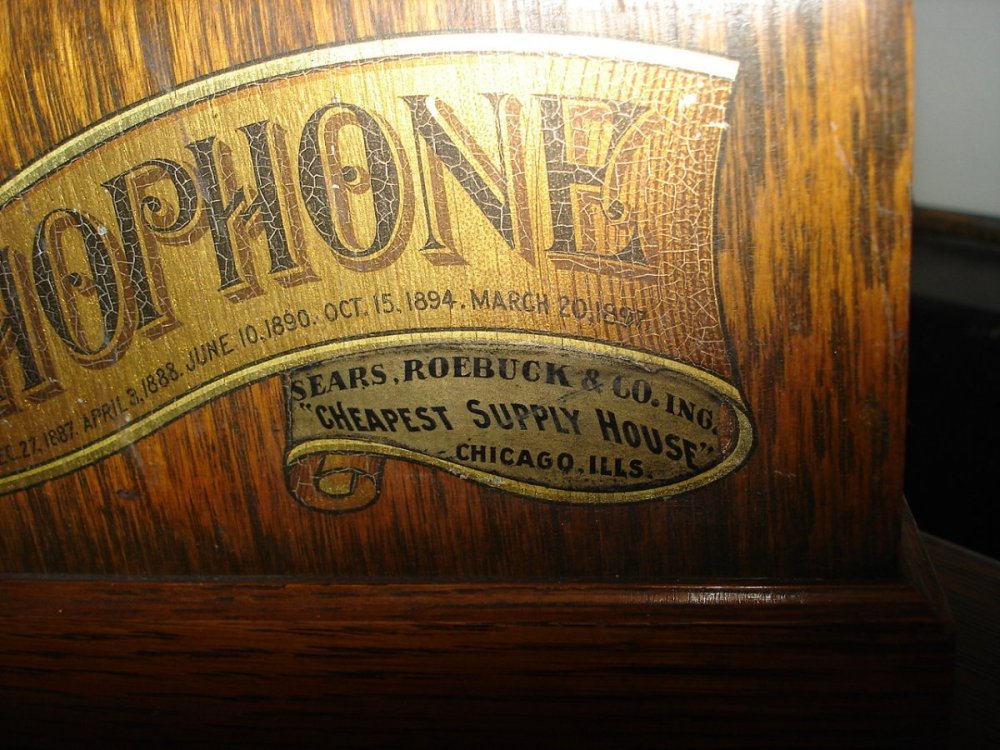 HOPHONE
EC. 27. 1887. APRIL 3, 1888. JUNE 10, 1890. OCT. 15. 1894. MARCH 20, 1897
SEARS, ROEBUCK & CO. INC.
"CHEAPEST SUPPLY HOUSE"
- CHICAGO, ILLS.